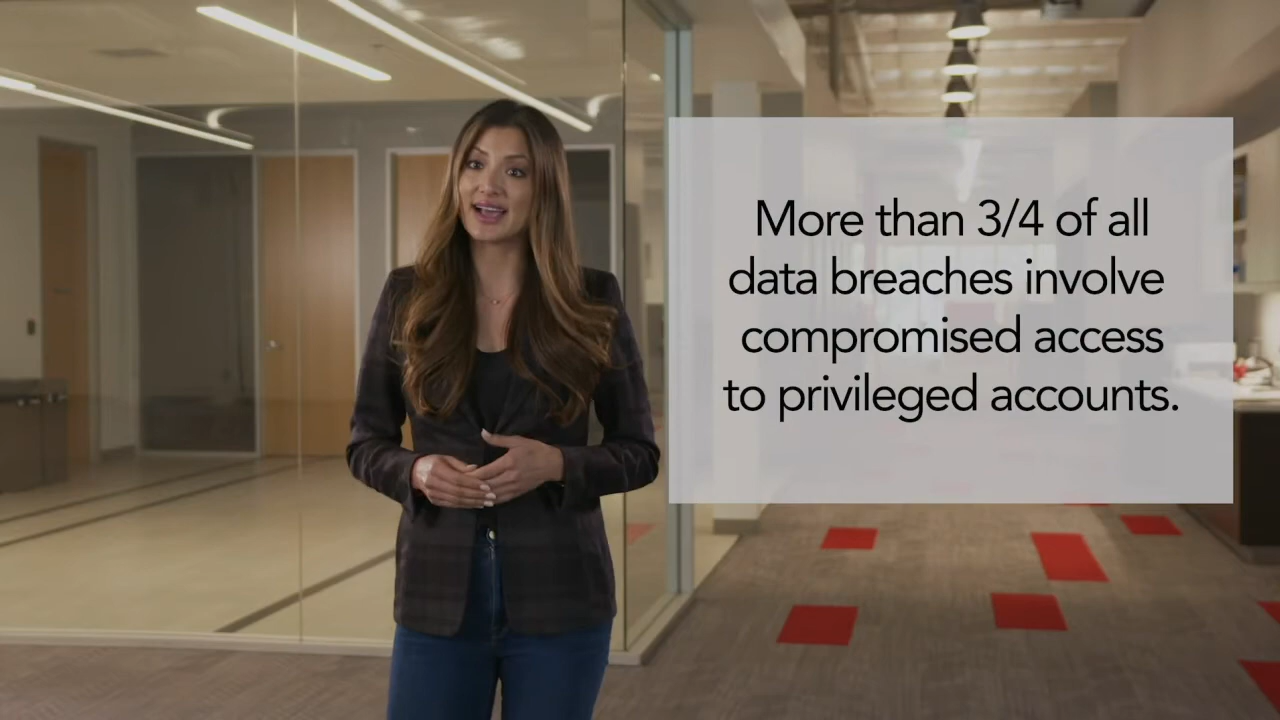 More than 3/4 of all
data breaches involve
compromised access
to privileged accounts.